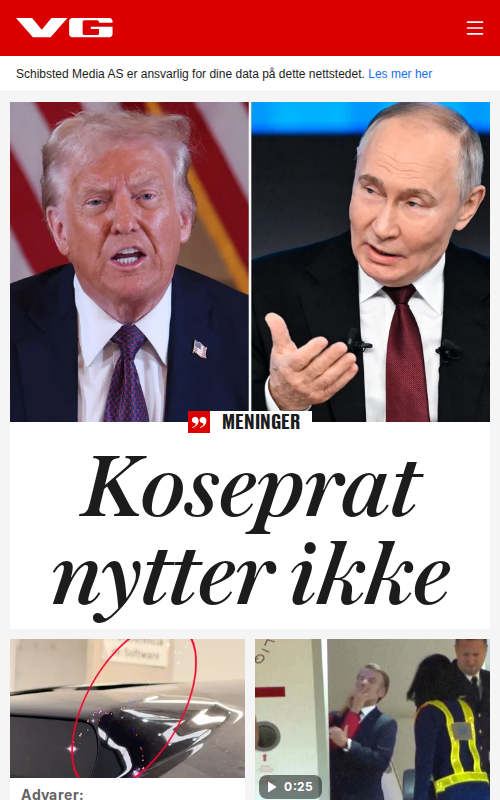 VG
Schibsted Media AS er ansvarlig for dine data på dette nettstedet. Les mer her
MENINGER
Koseprat
nytter ikke
de Software
0:25
Advarer: